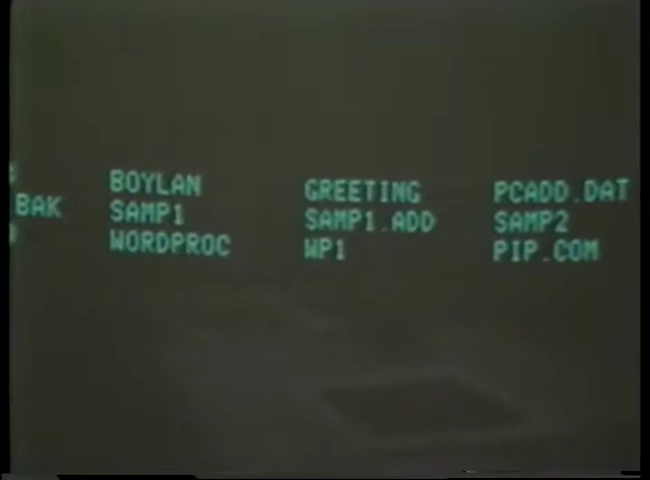 BOYLAN GREETING PCADD.DAT
BAK SAMP1 SAMP1.ADD SAMP2
WORDPROC WP1 PIP.COM